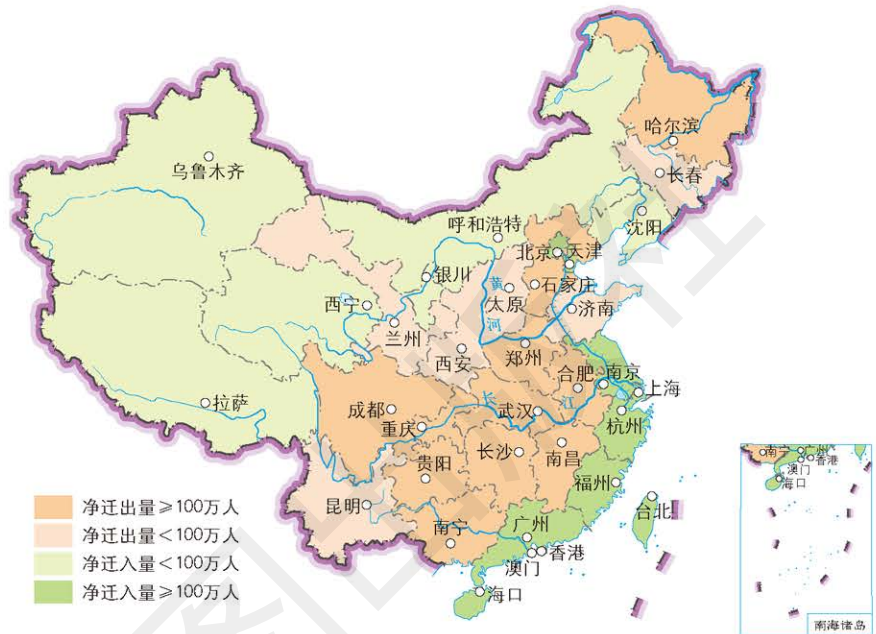 哈尔滨
长春
乌鲁木齐
沈阳
呼和浩特
北京
天津
银川
黄
河
石家庄
太原
西宁
济南
兰州
西安
郑州
合肥
南京
上海
拉萨
成都
重庆
长
江
武汉
杭州
长沙
南昌
贵阳
福州
昆明
台北
南宁
广州
香港
澳门
海口
净迁出量≥100万人
净迁出量<100万人
净迁入量<100万人
净迁入量≥100万人
南宁
广州
香港
澳门
海口
南海诸岛